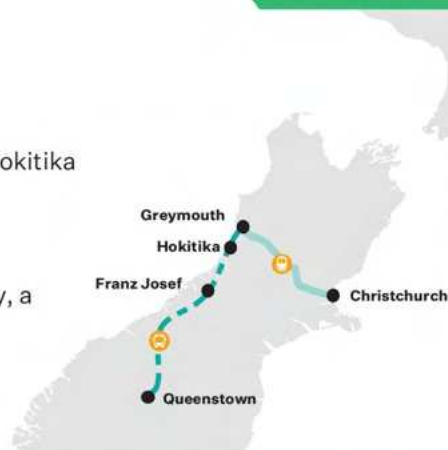 okitika
Greymouth
Hokitika
Franz Josef
y, a
Christchurch
Queenstown